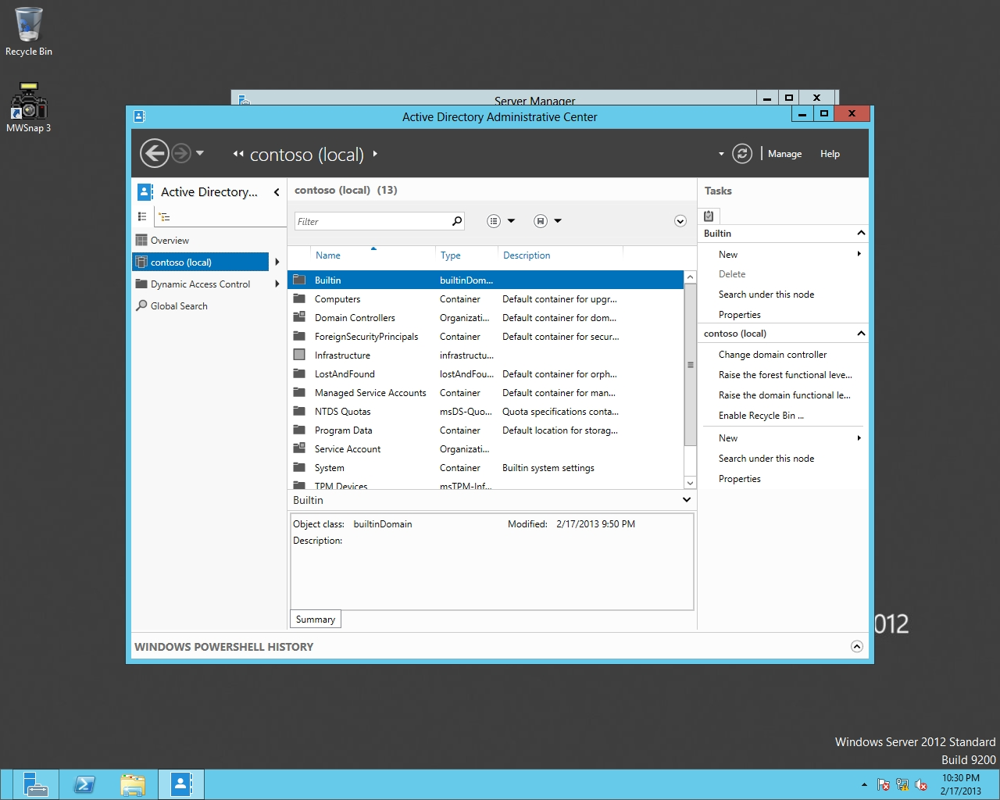 Recycle Bin
MWSnap 3
Server Manager
Active Directory Administrative Center
contoso (local)
Manage
Help
Active Directory...
Overview
contoso (local)
Dynamic Access Control
Global Search
contoso (local) (13)
Filter
Name Type Description
Builtin builtinDom...
Computers Container Default container for upgr...
Domain Controllers Organizati... Default container for dom...
ForeignSecurityPrincipals Container Default container for secur...
Infrastructure infrastructu...
LostAndFound lostAndFou... Default container for orph...
Managed Service Accounts Container Default container for man...
NTDS Quotas msDS-Quo... Quota specifications conta...
Program Data Container Default location for storag...
Service Account Organizati...
System Container Builtin system settings
TPM Devices msTPM-Inf...
Builtin
Object class: builtinDomain Modified: 2/17/2013 9:50 PM
Description:
Summary
Tasks
Builtin
New
Delete
Search under this node
Properties
contoso (local)
Change domain controller
Raise the forest functional leve...
Raise the domain functional le...
Enable Recycle Bin ...
New
Search under this node
Properties
WINDOWS POWERSHELL HISTORY
012
Windows Server 2012 Standard
Build 9200
10:30 PM
2/17/2013